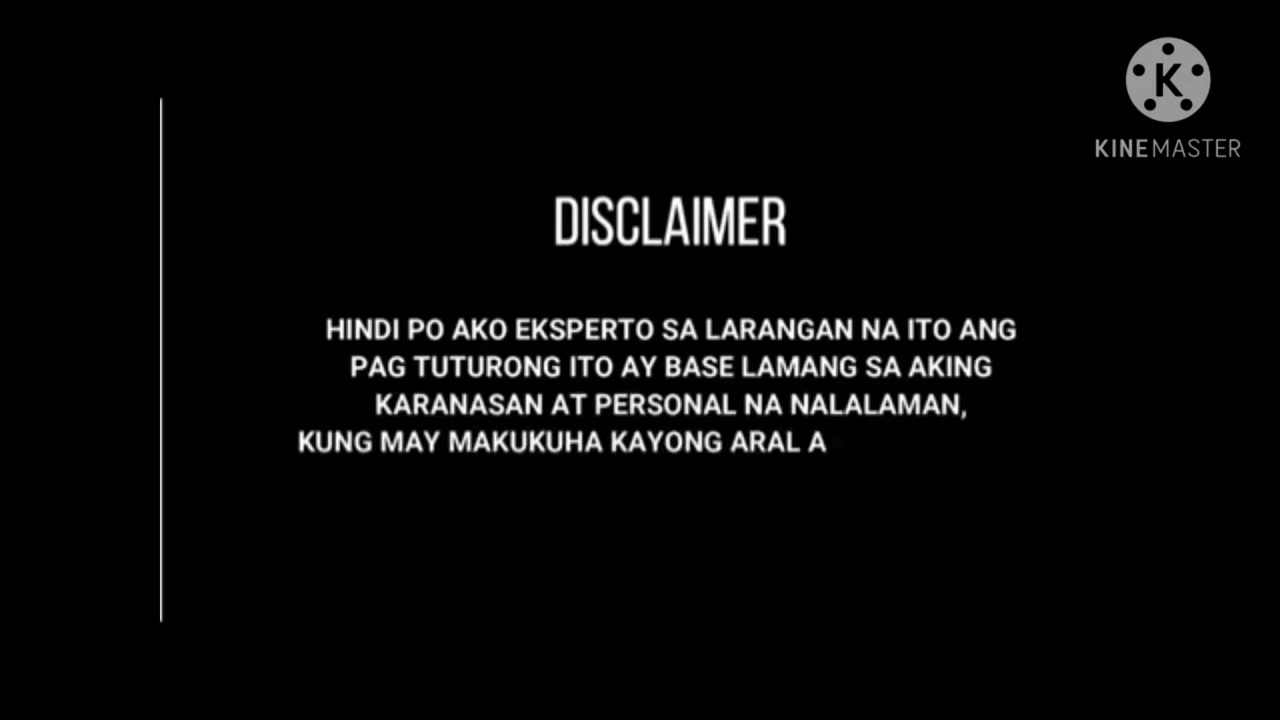 K
KINEMASTER
DISCLAIMER
HINDI PO AKO EKSPERTO SA LARANGAN NA ITO ANG
PAG TUTURONG ITO AY BASE LAMANG SA AKING
KARANASAN AT PERSONAL NA NALALAMAN,
KUNG MAY MAKUKUHA KAYONG ARAL A